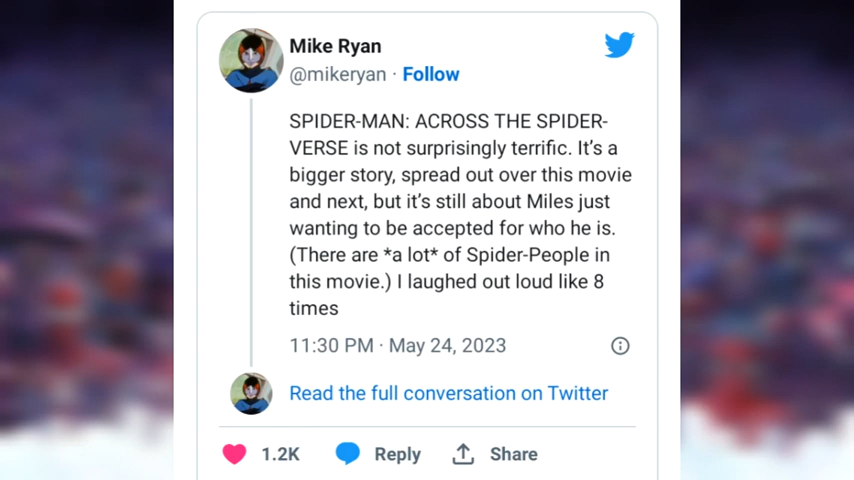 Mike Ryan
@mikeryan · Follow
SPIDER-MAN: ACROSS THE SPIDER-
VERSE is not surprisingly terrific. It’s a
bigger story, spread out over this movie
and next, but it’s still about Miles just
wanting to be accepted for who he is.
(There are *a lot* of Spider-People in
this movie.) I laughed out loud like 8
times
11:30 PM · May 24, 2023
Read the full conversation on Twitter
1.2K Reply Share